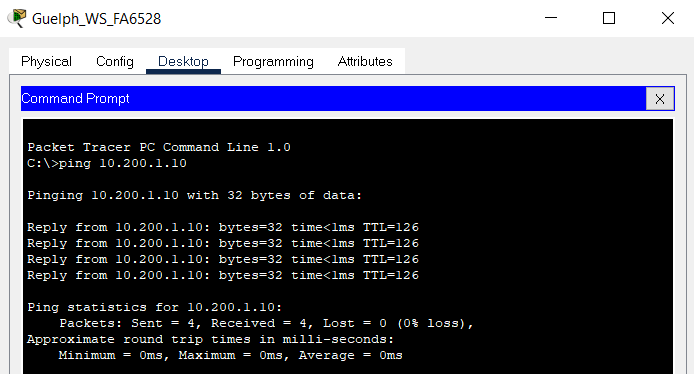 Guelph_WS_FA6528
Physical Config Desktop Programming Attributes
Command Prompt X
Packet Tracer PC Command Line 1.0
C:\>ping 10.200.1.10
Pinging 10.200.1.10 with 32 bytes of data:
Reply from 10.200.1.10: bytes=32 time<1ms TTL=126
Reply from 10.200.1.10: bytes=32 time<1ms TTL=126
Reply from 10.200.1.10: bytes=32 time<1ms TTL=126
Reply from 10.200.1.10: bytes=32 time<1ms TTL=126
Ping statistics for 10.200.1.10:
Packets: Sent = 4, Received = 4, Lost = 0 (0% loss),
Approximate round trip times in milli-seconds:
Minimum = 0ms, Maximum = 0ms, Average = 0ms